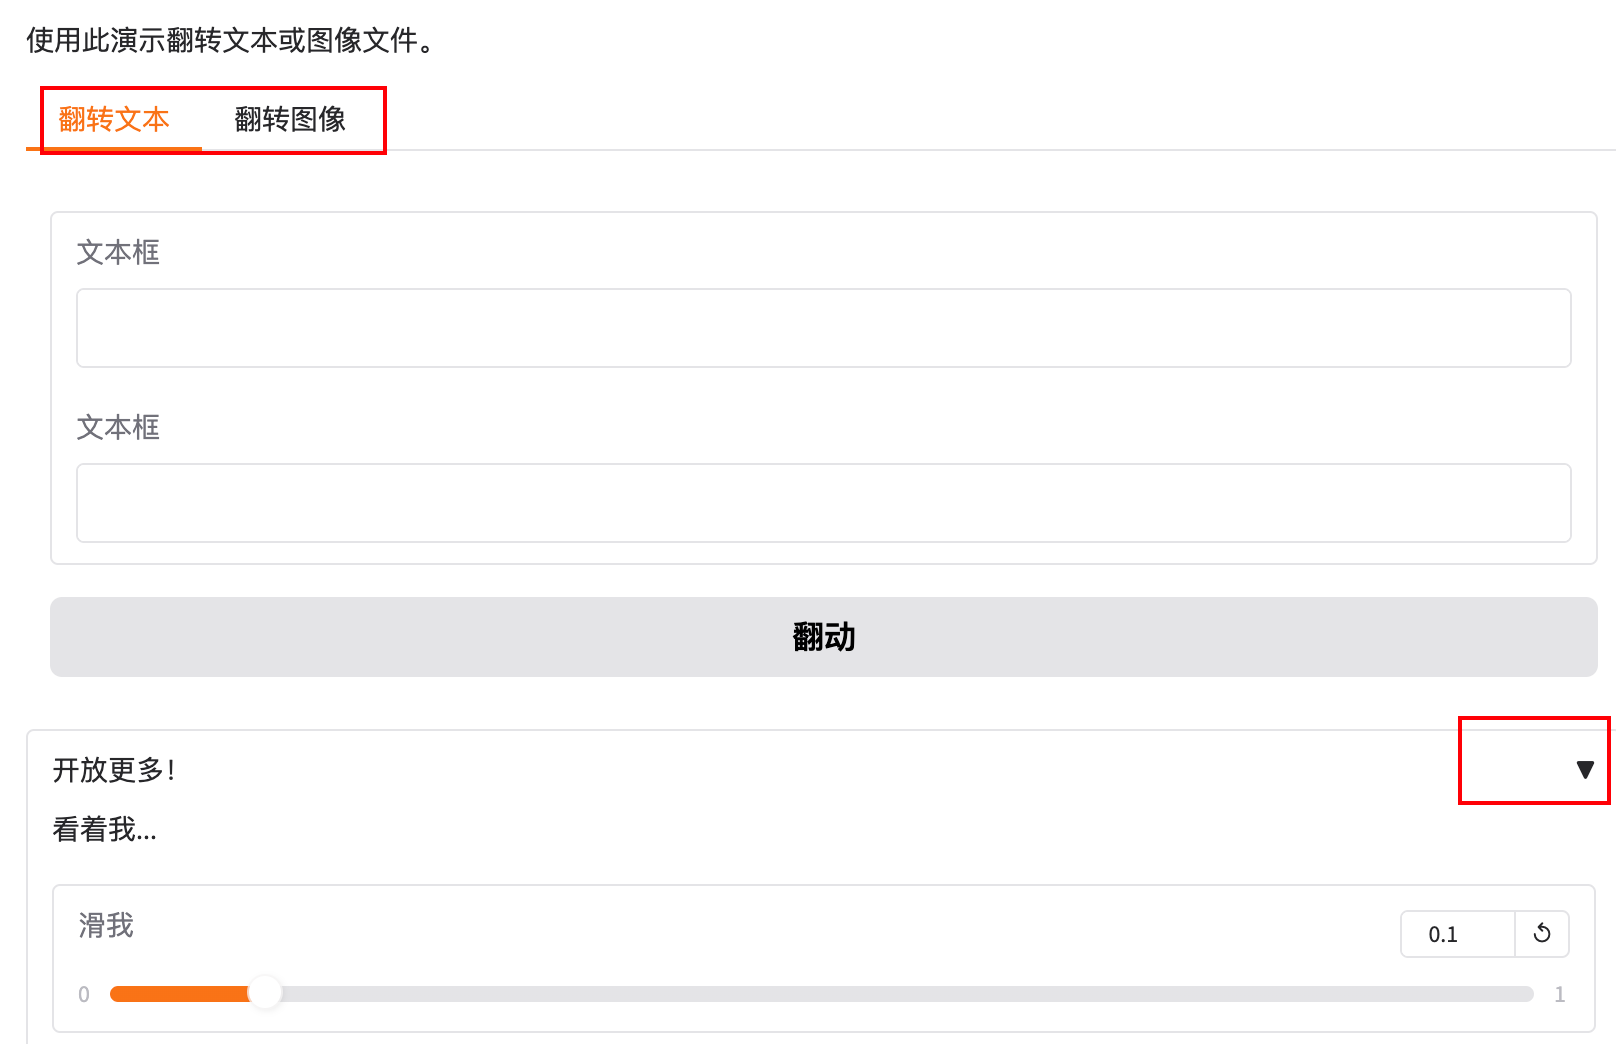 使用此演示翻转文本或图像文件。
翻转文本 翻转图像
文本框
文本框
翻动
开放更多!
看着我...
滑我 0.1
0 1